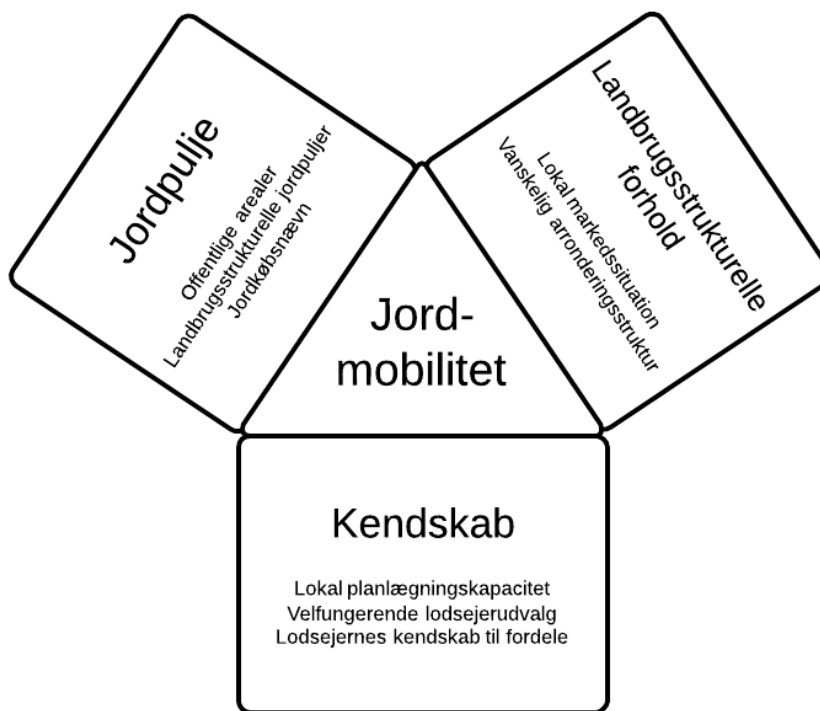 Jordpulje
Offentlige arealer
Landbrugsstrukturelle jordpuljer
Jordkøbsnævn
Landbrugsstrukturelle
forhold
Lokal markedssituation
Vanskelig arronderingsstruktur
Jord-
mobilitet
Kendskab
Lokal planlægningskapacitet
Velfungerende lodsejerudvalg
Lodsejernes kendskab til fordele